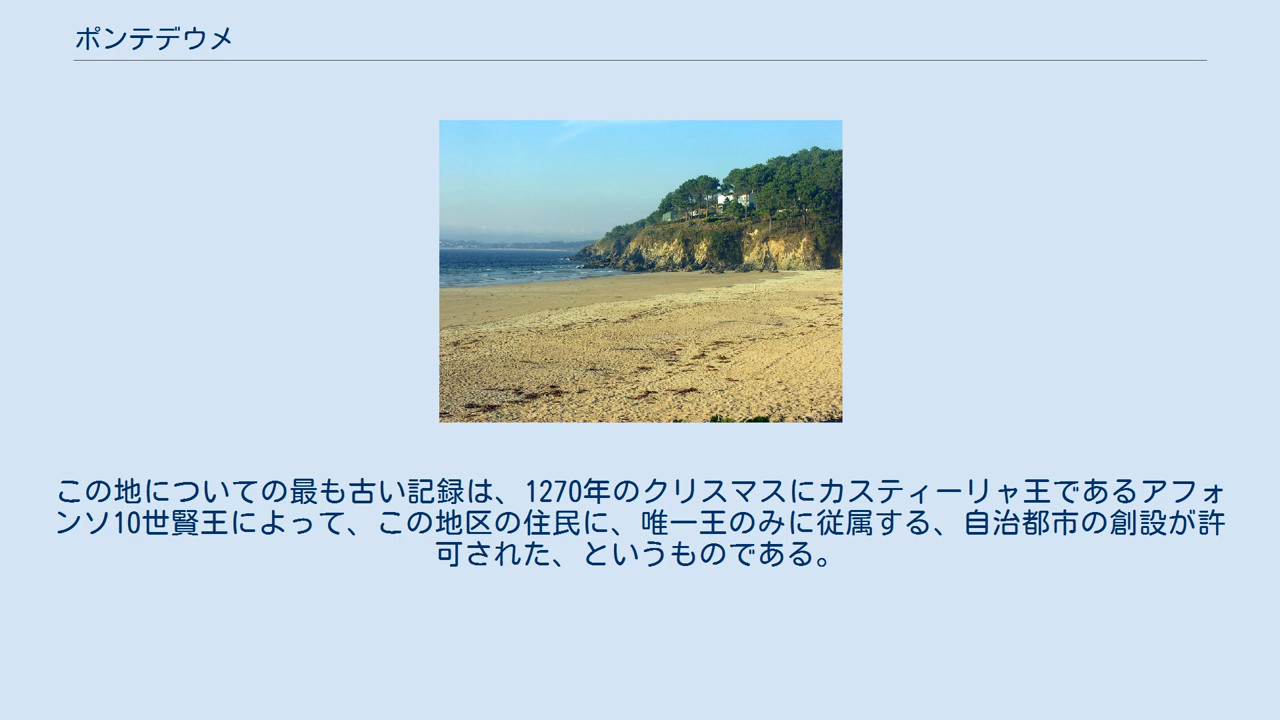 ポンテデウメ
この地についての最も古い記録は、1270年のクリスマスにカスティーリャ王であるアフォ
ンソ10世賢王によって、この地区の住民に、唯一王のみに従属する、自治都市の創設が許
可された、というものである。